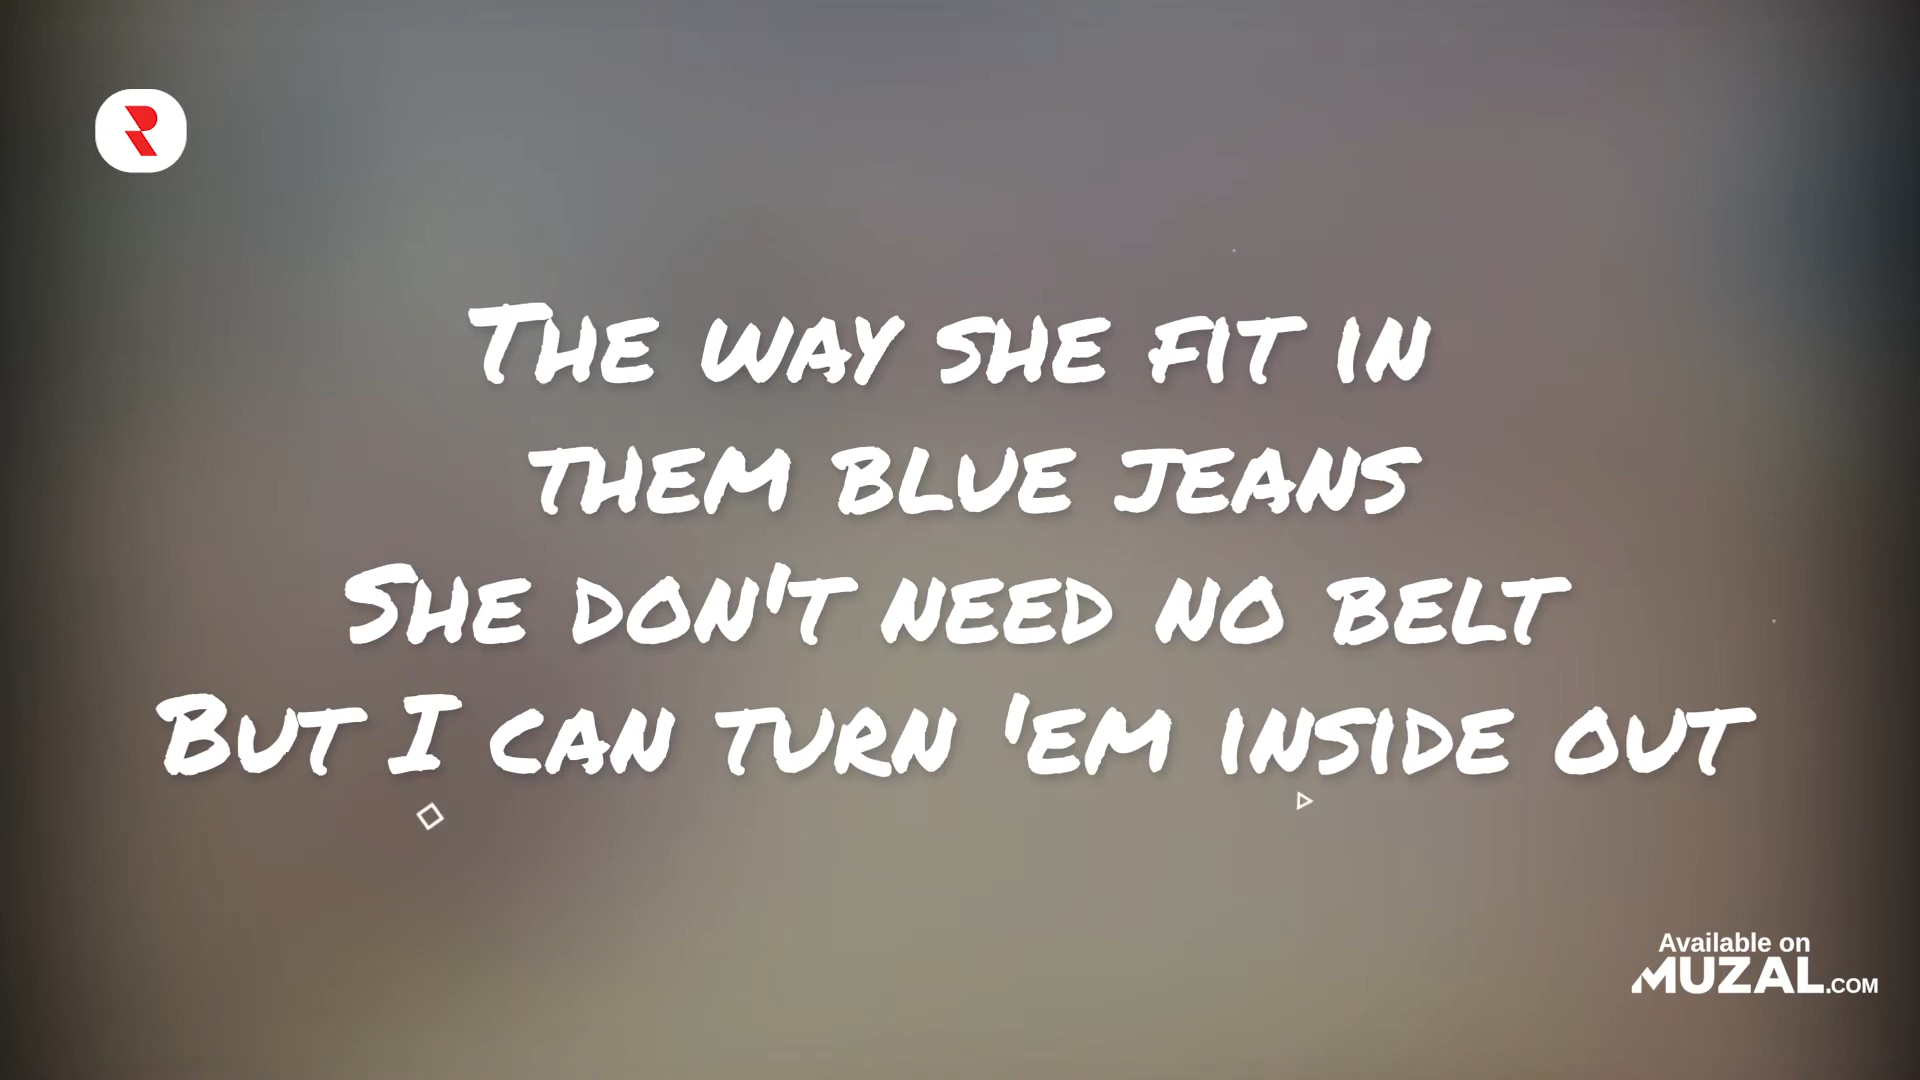 R
The way she fit in
them blue jeans
She don't need no belt
But I can turn 'em inside out
Available on
MUZAL.COM